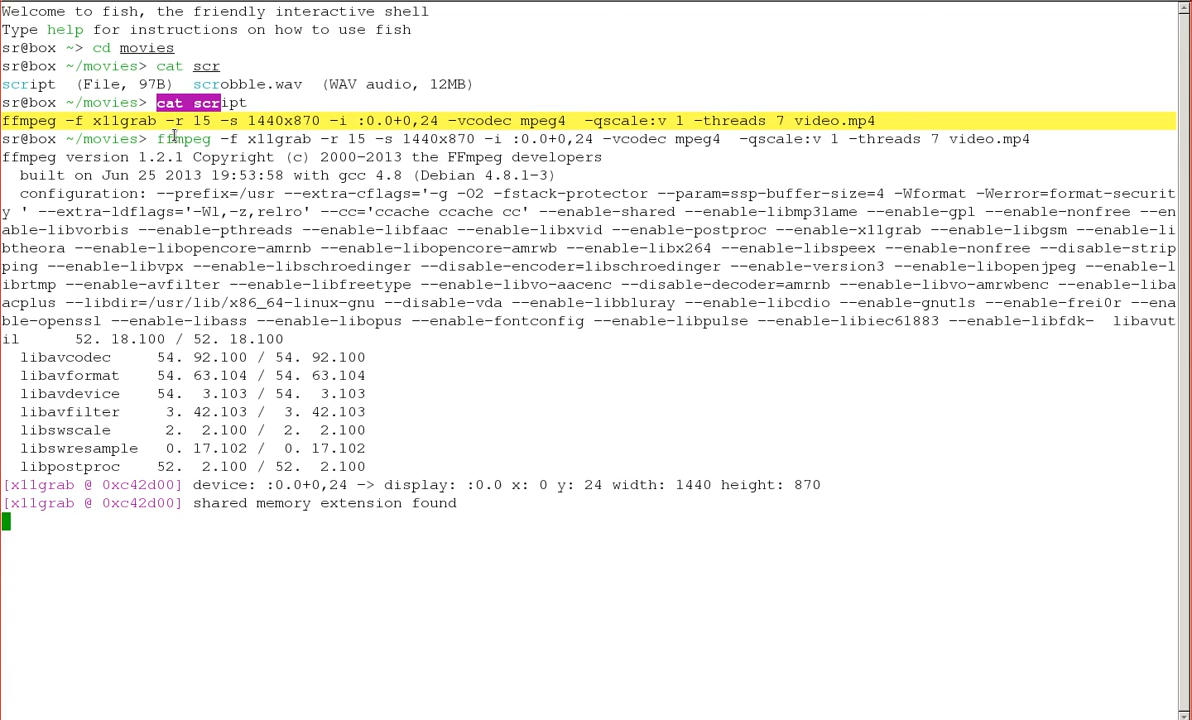 Welcome to fish, the friendly interactive shell
Type help for instructions on how to use fish
sr@box ~> cd movies
sr@box ~/movies> cat scr
script  (File, 97B)  scrobble.wav  (WAV audio, 12MB)
sr@box ~/movies> cat script
ffmpeg -f x11grab -r 15 -s 1440x870 -i :0.0+0,24 -vcodec mpeg4  -qscale:v 1 -threads 7 video.mp4
sr@box ~/movies> ffmpeg -f x11grab -r 15 -s 1440x870 -i :0.0+0,24 -vcodec mpeg4  -qscale:v 1 -threads 7 video.mp4
ffmpeg version 1.2.1 Copyright (c) 2000-2013 the FFmpeg developers
  built on Jun 25 2013 19:53:58 with gcc 4.8 (Debian 4.8.1-3)
  configuration: --prefix=/usr --extra-cflags='-g -O2 -fstack-protector --param=ssp-buffer-size=4 -Wformat -Werror=format-securit
y ' --extra-ldflags='-Wl,-z,relro' --cc='ccache ccache cc' --enable-shared --enable-libmp3lame --enable-gpl --enable-nonfree --en
able-libvorbis --enable-pthreads --enable-libfaac --enable-libxvid --enable-postproc --enable-x11grab --enable-libgsm --enable-li
btheora --enable-libopencore-amrnb --enable-libopencore-amrwb --enable-libx264 --enable-libspeex --enable-nonfree --disable-strip
ping --enable-libvpx --enable-libschroedinger --disable-encoder=libschroedinger --enable-version3 --enable-libopenjpeg --enable-l
ibrtmp --enable-avfilter --enable-libfreetype --enable-libvo-aacenc --disable-decoder=amrnb --enable-libvo-amrwbenc --enable-liba
acplus --libdir=/usr/lib/x86_64-linux-gnu --disable-vda --enable-libbluray --enable-libcdio --enable-gnutls --enable-frei0r --ena
ble-openssl --enable-libass --enable-libopus --enable-fontconfig --enable-libpulse --enable-libiec61883 --enable-libfdk-  libavut
il      52. 18.100 / 52. 18.100
  libavcodec     54. 92.100 / 54. 92.100
  libavformat    54. 63.104 / 54. 63.104
  libavdevice    54.  3.103 / 54.  3.103
  libavfilter     3. 42.103 /  3. 42.103
  libswscale      2.  2.100 /  2.  2.100
  libswresample   0. 17.102 /  0. 17.102
  libpostproc    52.  2.100 / 52.  2.100
[x11grab @ 0xc42d00] device: :0.0+0,24 -> display: :0.0 x: 0 y: 24 width: 1440 height: 870
[x11grab @ 0xc42d00] shared memory extension found